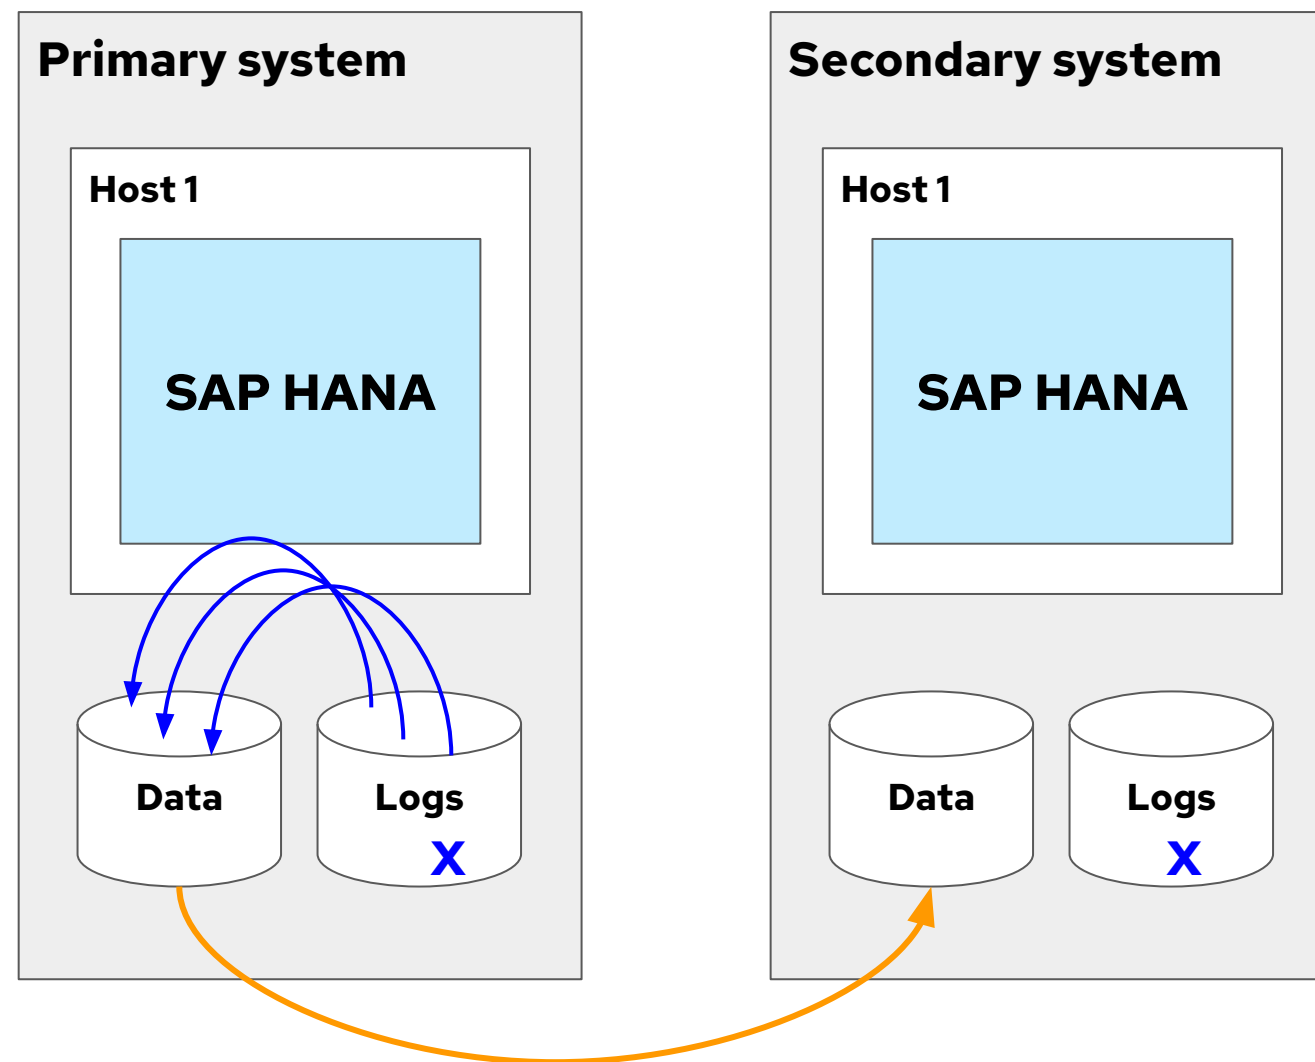 Primary system
Host 1
SAP HANA
Data
Logs
X
Secondary system
Host 1
SAP HANA
Data
Logs
X